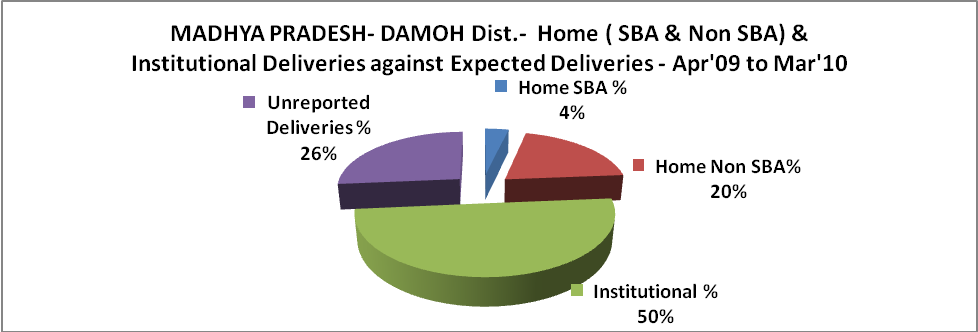 MADHYA PRADESH- DAMOH Dist.- Home ( SBA & Non SBA) &
Institutional Deliveries against Expected Deliveries - Apr'09 to Mar'10
Home SBA %
4%
Unreported
Deliveries %
26%
Home Non SBA%
20%
Institutional %
50%